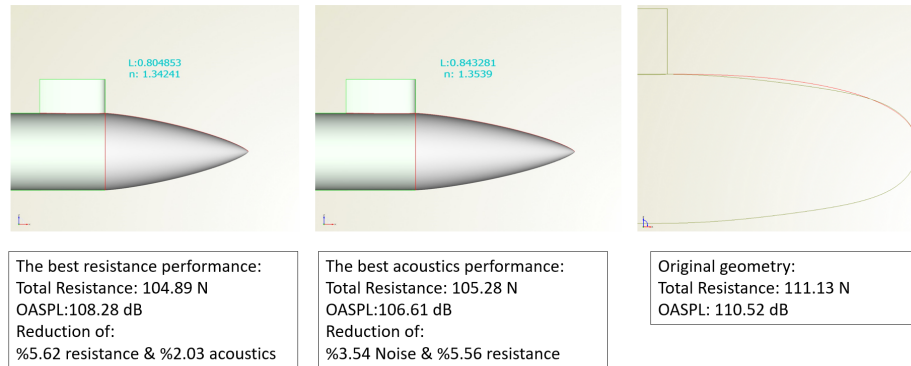 L:0.804853
n: 1.34241
L:0.843281
n: 1.3539
The best resistance performance:
Total Resistance: 104.89 N
OASPL:108.28 dB
Reduction of:
%5.62 resistance & %2.03 acoustics
The best acoustics performance:
Total Resistance: 105.28 N
OASPL:106.61 dB
Reduction of:
%3.54 Noise & %5.56 resistance
Original geometry:
Total Resistance: 111.13 N
OASPL: 110.52 dB